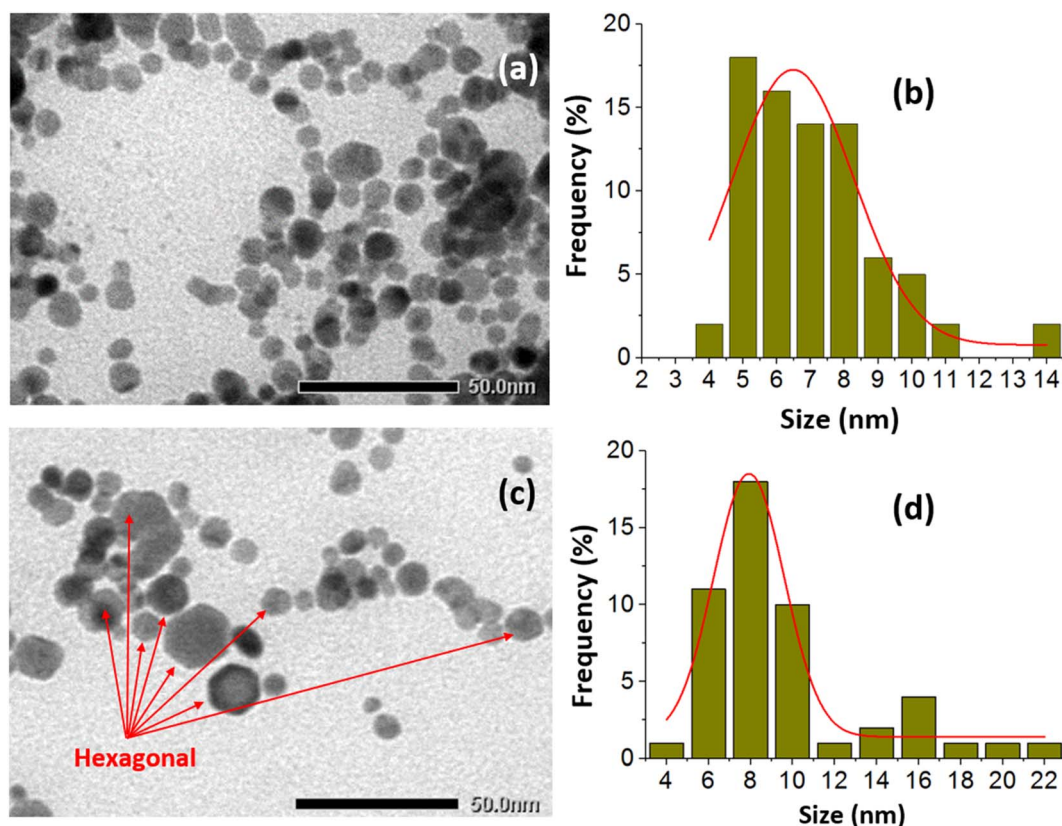 (a)
50.0nm
(b)
Frequency (%)
20
15
10
5
0
2 3 4 5 6 7 8 9 10 11 12 13 14
Size (nm)
(c)
Hexagonal
50.0nm
(d)
Frequency (%)
20
15
10
5
0
4 6 8 10 12 14 16 18 20 22
Size (nm)